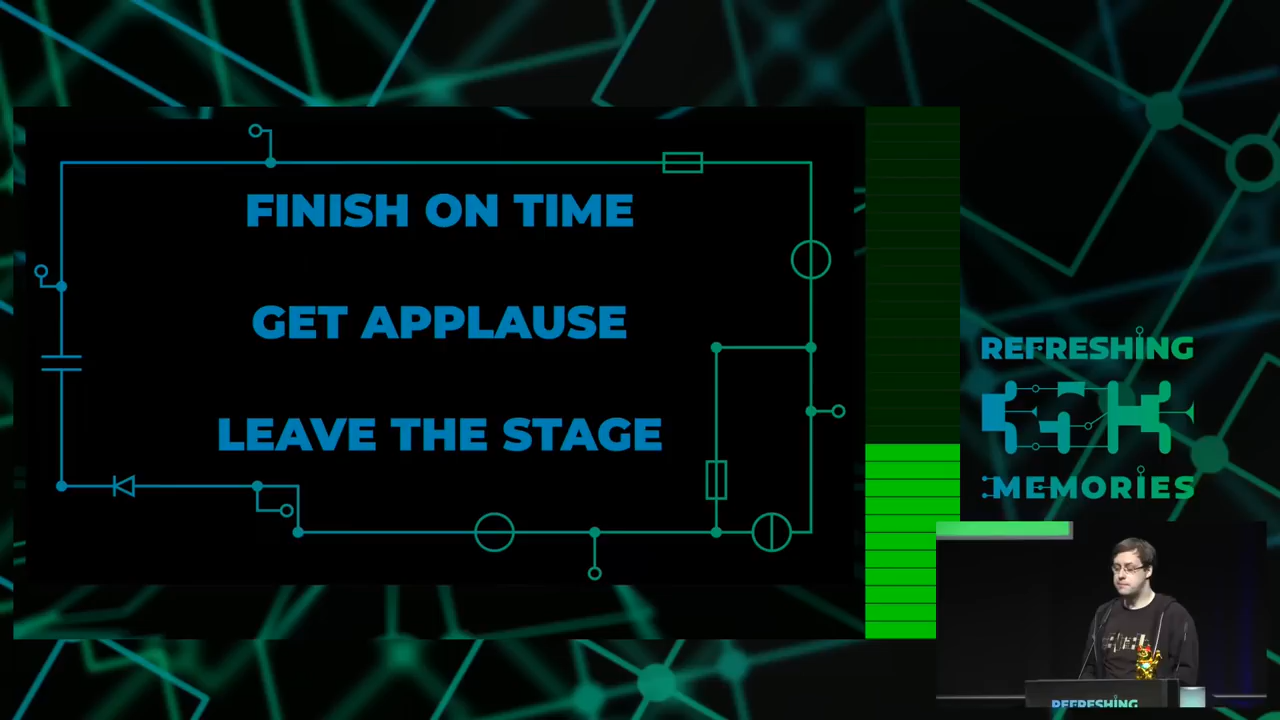 FINISH ON TIME
GET APPLAUSE
LEAVE THE STAGE
REFRESHING
MEMORIES
REFRESHING